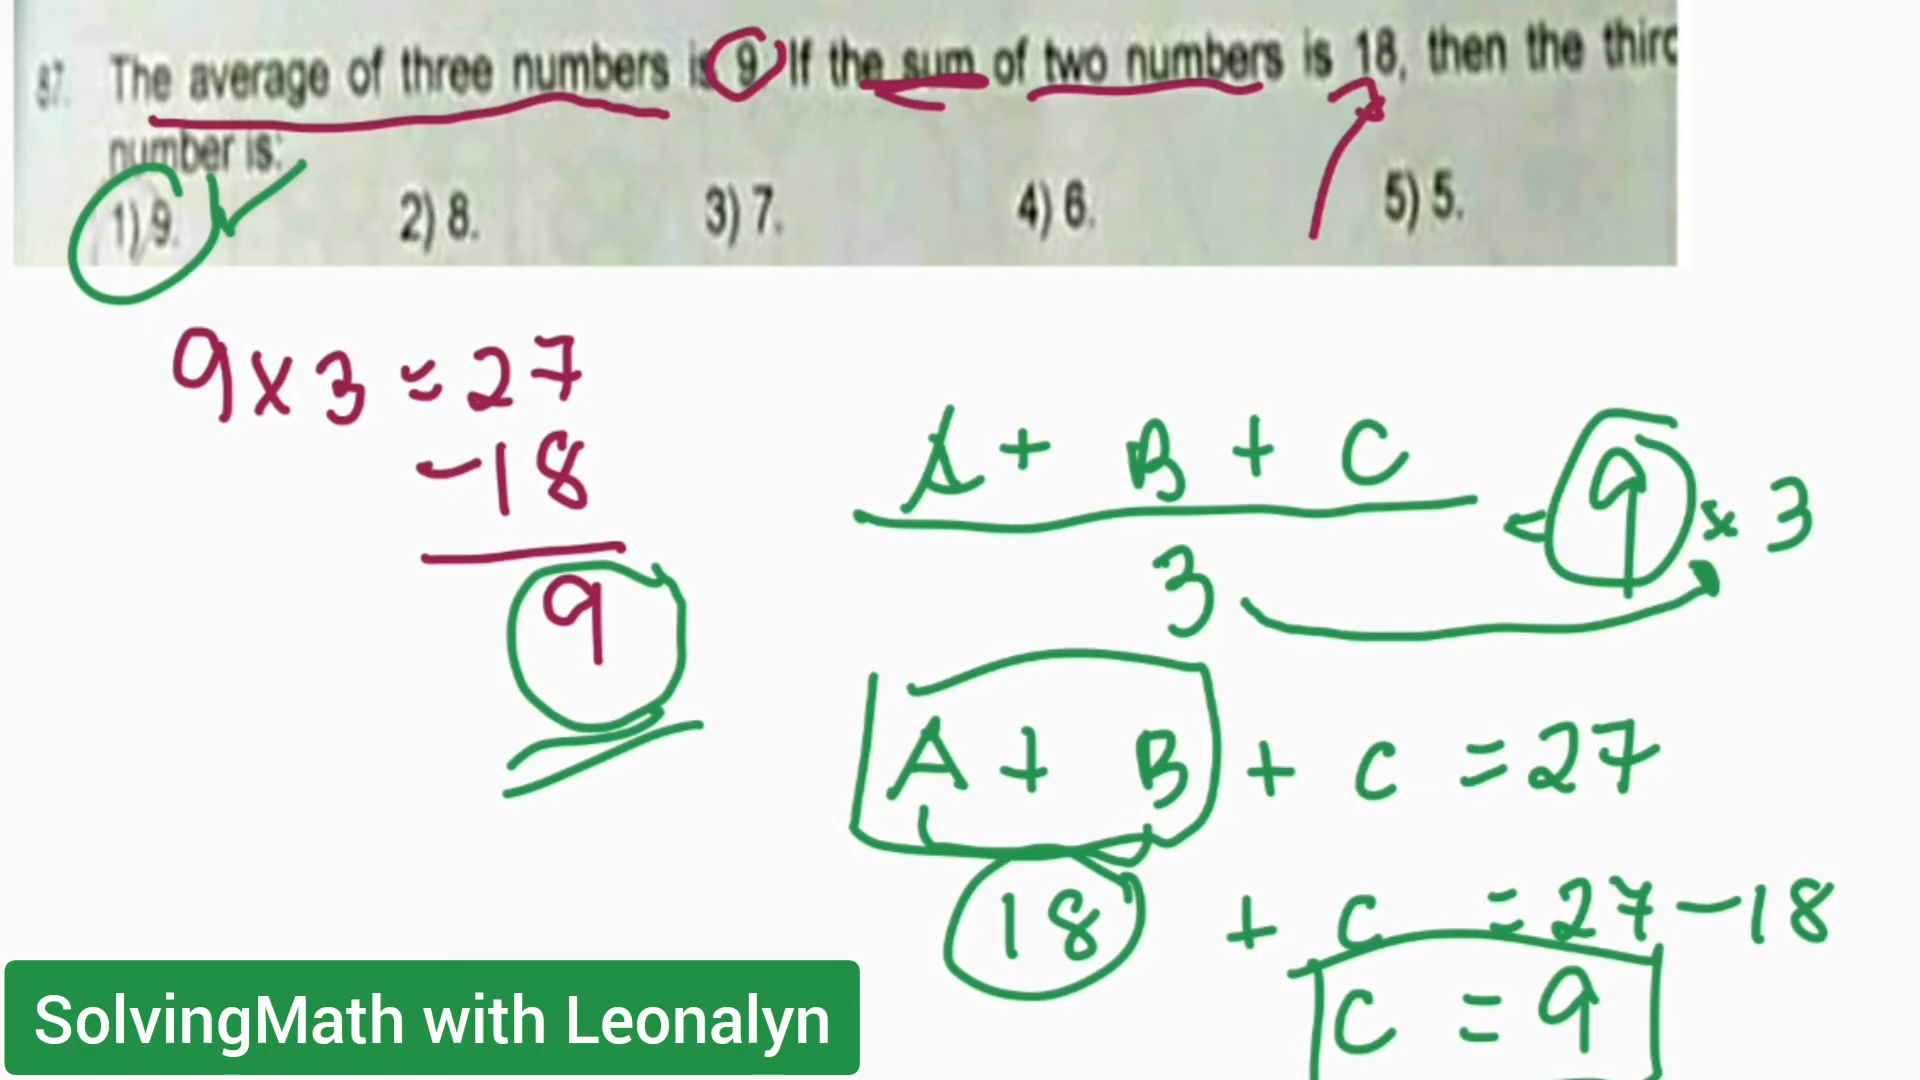 87. The average of three numbers is 9. If the sum of two numbers is 18, then the third
number is:
1) 9. 2) 8. 3) 7. 4) 6. 5) 5.
9 x 3 = 27
-18
9
A + B + C = 9 x 3
3
A + B + C = 27
18 + C = 27 - 18
C = 9
SolvingMath with Leonalyn